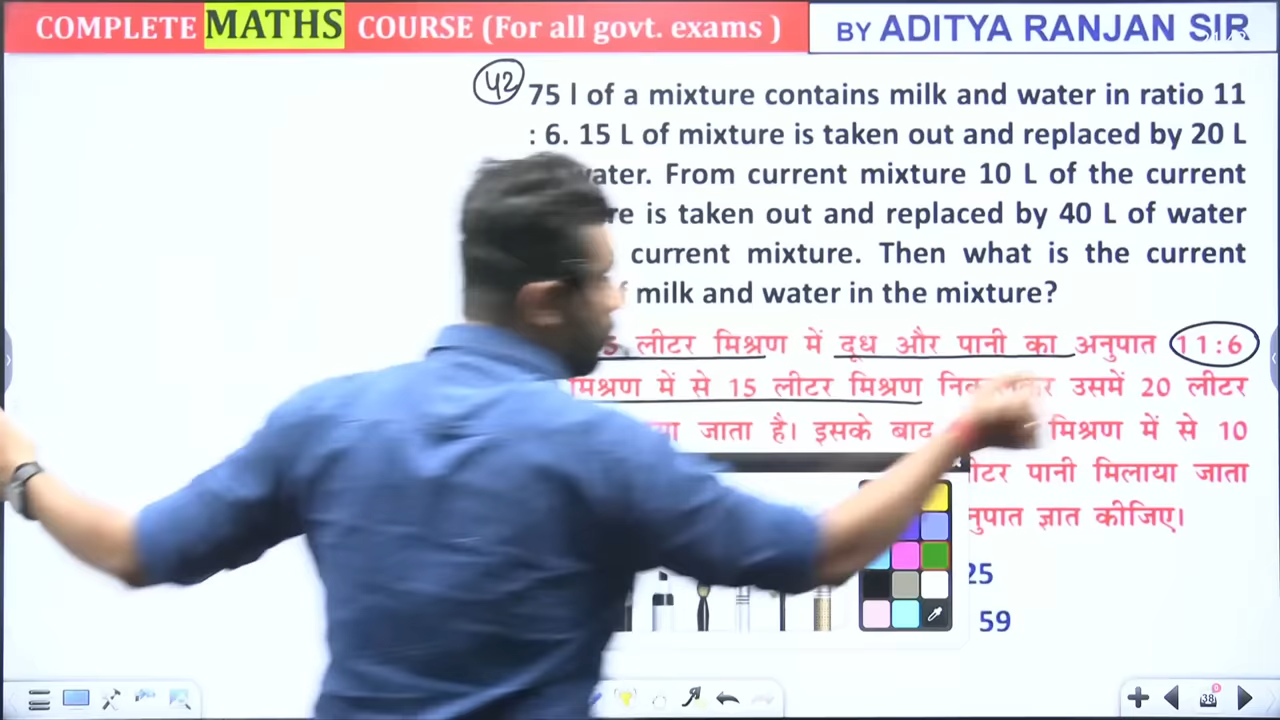 COMPLETE MATHS COURSE (For all govt. exams )
BY ADITYA RANJAN SIR
42
75 l of a mixture contains milk and water in ratio 11
: 6. 15 L of mixture is taken out and replaced by 20 L
From current mixture 10 L of the current
is taken out and replaced by 40 L of water
current mixture. Then what is the current
milk and water in the mixture?
लीटर मिश्रण में दूध और पानी का अनुपात 11:6
मिश्रण में से 15 लीटर मिश्रण उसमें 20 लीटर
जाता है। इसके बाद मिश्रण में से 10
पानी मिलाया जाता
ज्ञात कीजिए।
25
59
38